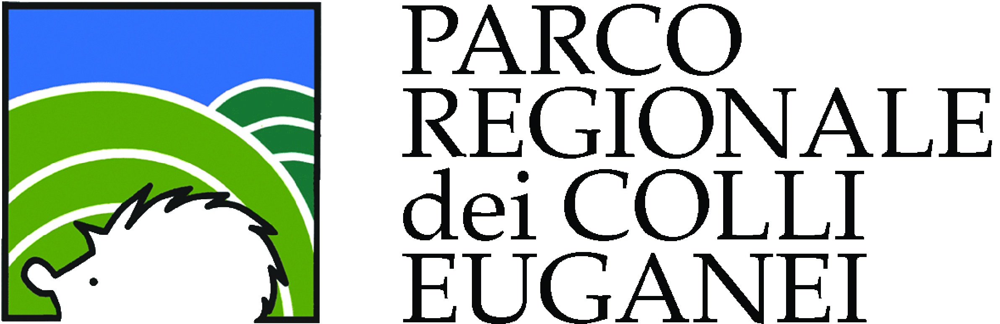 PARCO
REGIONALE
dei COLLI
EUGANEI